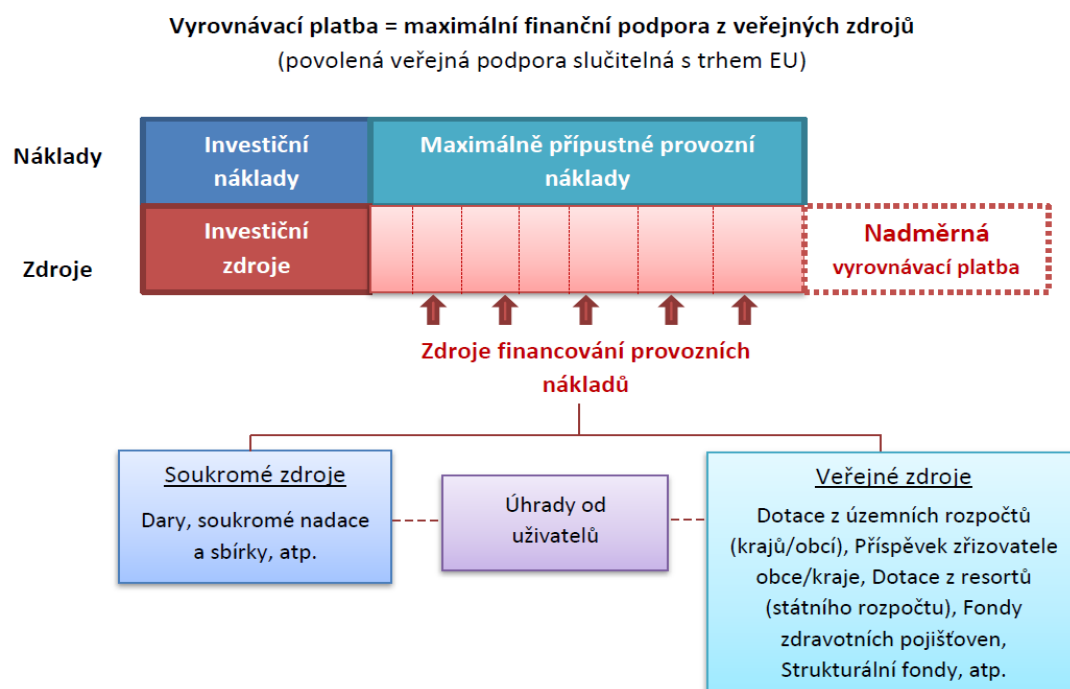 Vyrovnávací platba = maximální finanční podpora z veřejných zdrojů
(povolená veřejná podpora slučitelná s trhem EU)
Náklady
Investiční
náklady
Maximálně přípustné provozní
náklady
Zdroje
Investiční
zdroje
Nadměrná
vyrovnávací platba
Zdroje financování provozních
nákladů
Soukromé zdroje
Dary, soukromé nadace
a sbírky, atp.
Úhrady od
uživatelů
Veřejné zdroje
Dotace z územních rozpočtů
(krajů/obcí), Příspěvek zřizovatele
obce/kraje, Dotace z resortů
(státního rozpočtu), Fondy
zdravotních pojišťoven,
Strukturální fondy, atp.